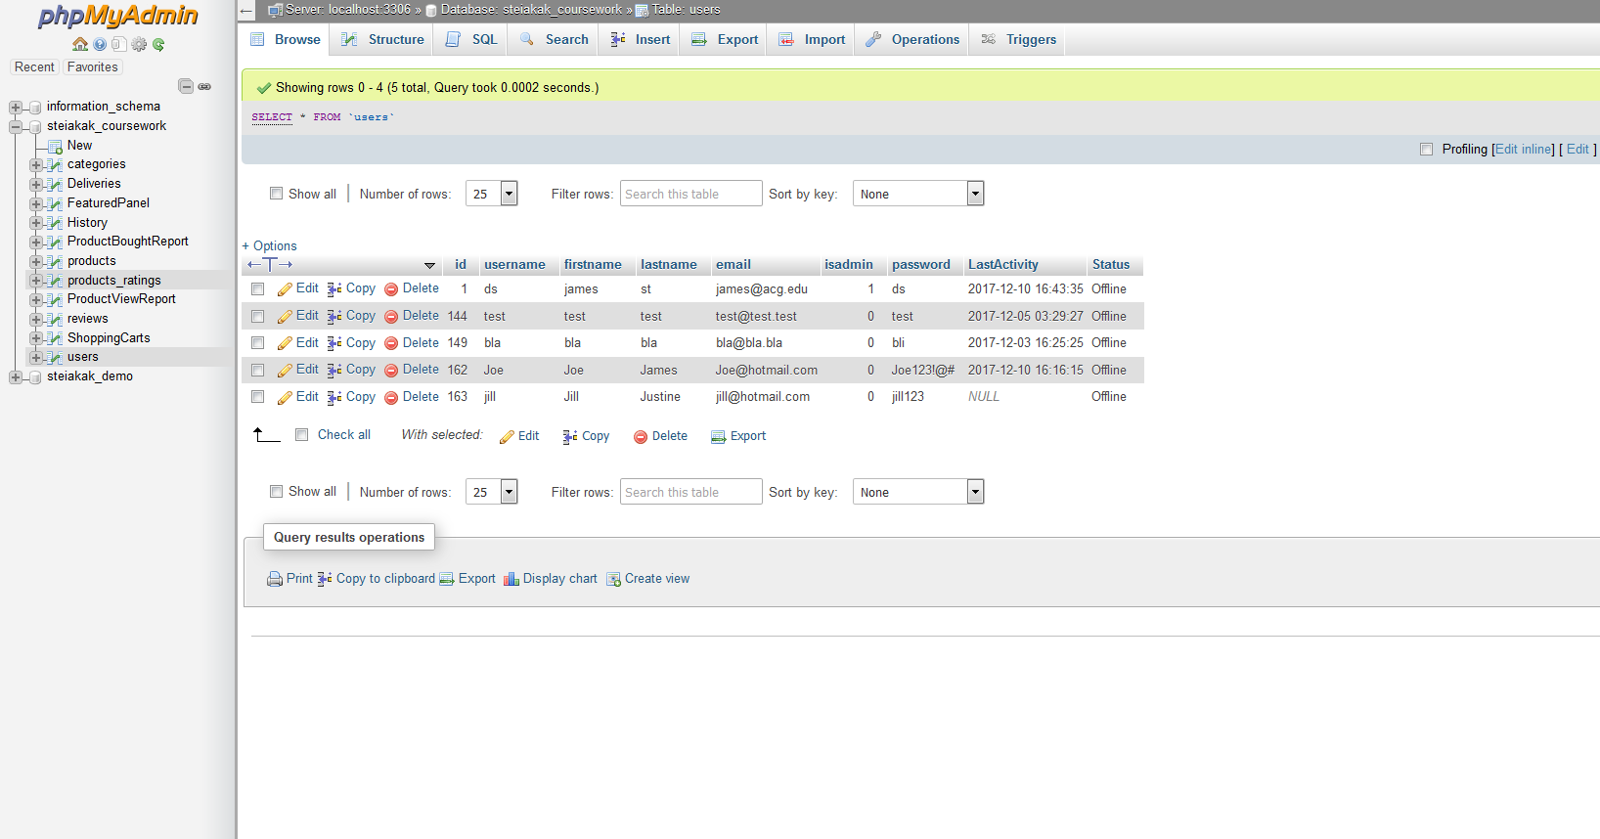 phpMyAdmin
Recent Favorites
information_schema
steiakak_coursework
New
categories
Deliveries
FeaturedPanel
History
ProductBoughtReport
products
products_ratings
ProductViewReport
reviews
ShoppingCarts
users
steiakak_demo
Server: localhost:3306 » Database: steiakak_coursework » Table: users
Browse Structure SQL Search Insert Export Import Operations Triggers
Showing rows 0 - 4 (5 total, Query took 0.0002 seconds.)
SELECT * FROM `users`
Profiling [Edit inline] [ Edit ]
Show all Number of rows: 25 Filter rows: Search this table Sort by key: None
+ Options
id username firstname lastname email isadmin password LastActivity Status
Edit Copy Delete 1 ds james st james@acg.edu 1 ds 2017-12-10 16:43:35 Offline
Edit Copy Delete 144 test test test test@test.test 0 test 2017-12-05 03:29:27 Offline
Edit Copy Delete 149 bla bla bla bla@bla.bla 0 bli 2017-12-03 16:25:25 Offline
Edit Copy Delete 162 Joe Joe James Joe@hotmail.com 0 Joe123!@# 2017-12-10 16:16:15 Offline
Edit Copy Delete 163 jill Jill Justine jill@hotmail.com 0 jill123 NULL Offline
Check all With selected: Edit Copy Delete Export
Show all Number of rows: 25 Filter rows: Search this table Sort by key: None
Query results operations
Print Copy to clipboard Export Display chart Create view